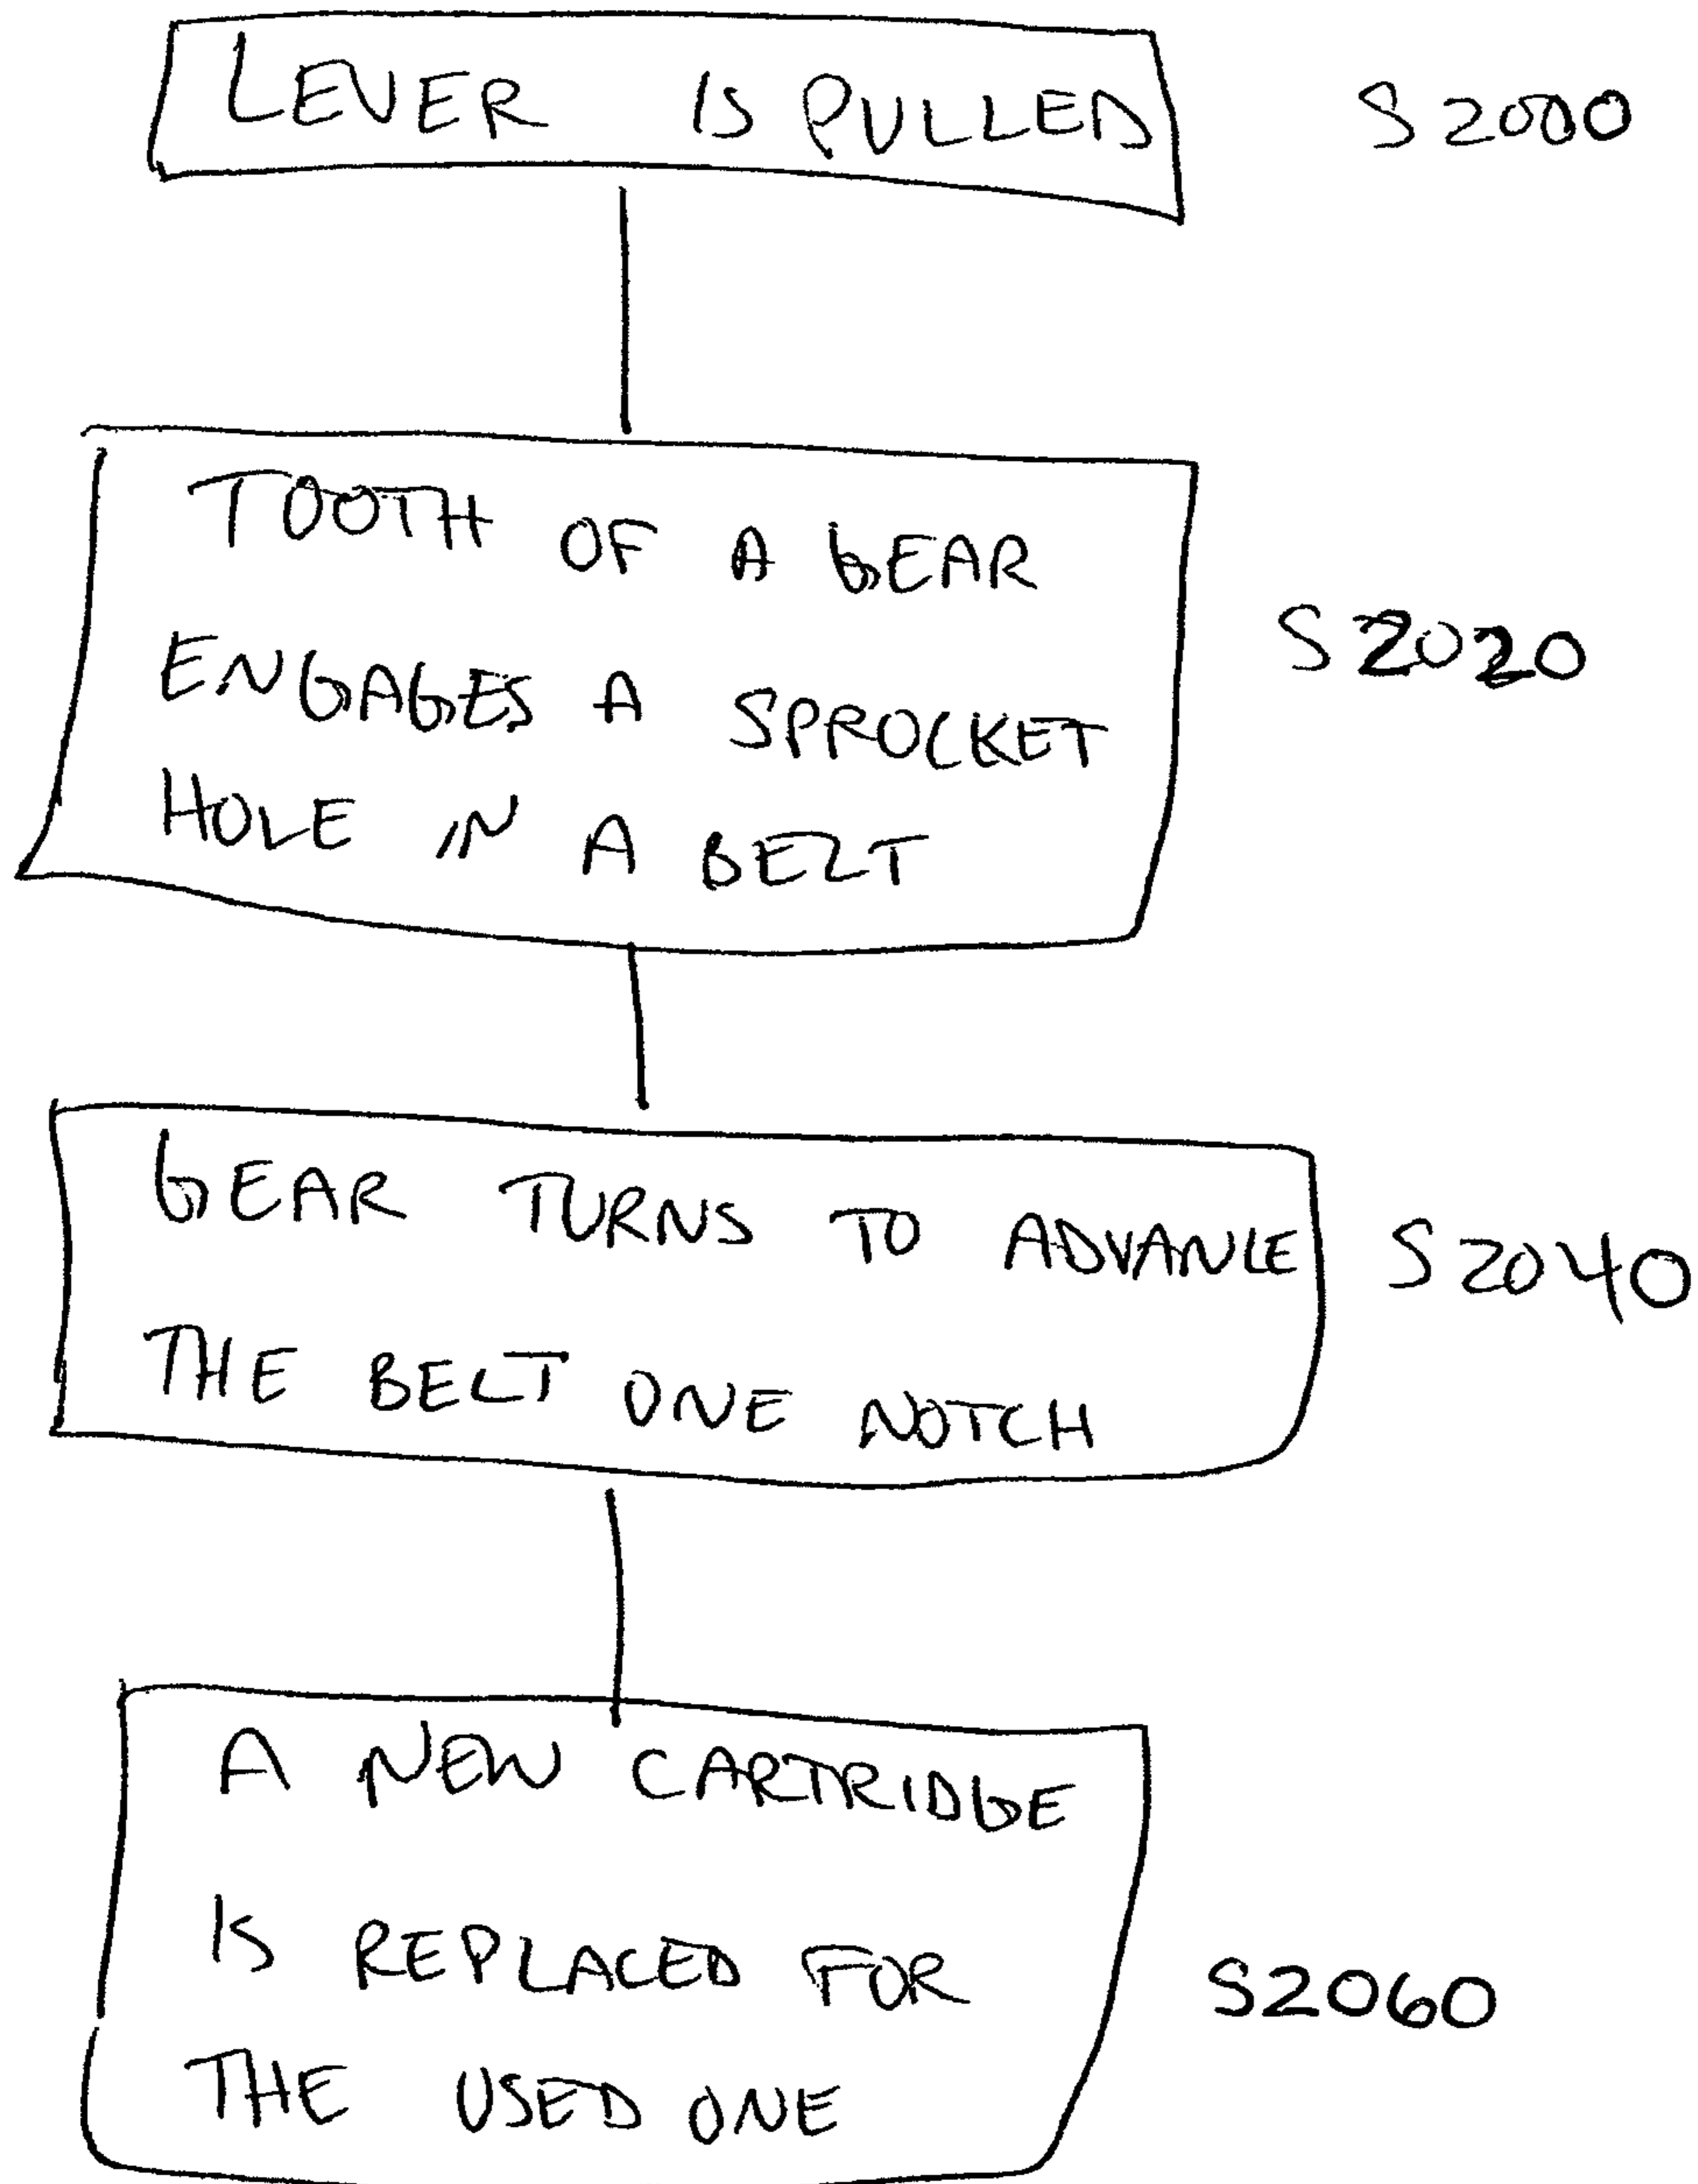 LEVER IS PULLED S2000
TOOTH OF A GEAR
ENGAGES A SPROCKET
HOLE IN A BELT
S2020
GEAR TURNS TO ADVANCE
THE BELT ONE NOTCH
S2040
A NEW CARTRIDGE
IS REPLACED FOR
THE USED ONE
S2060